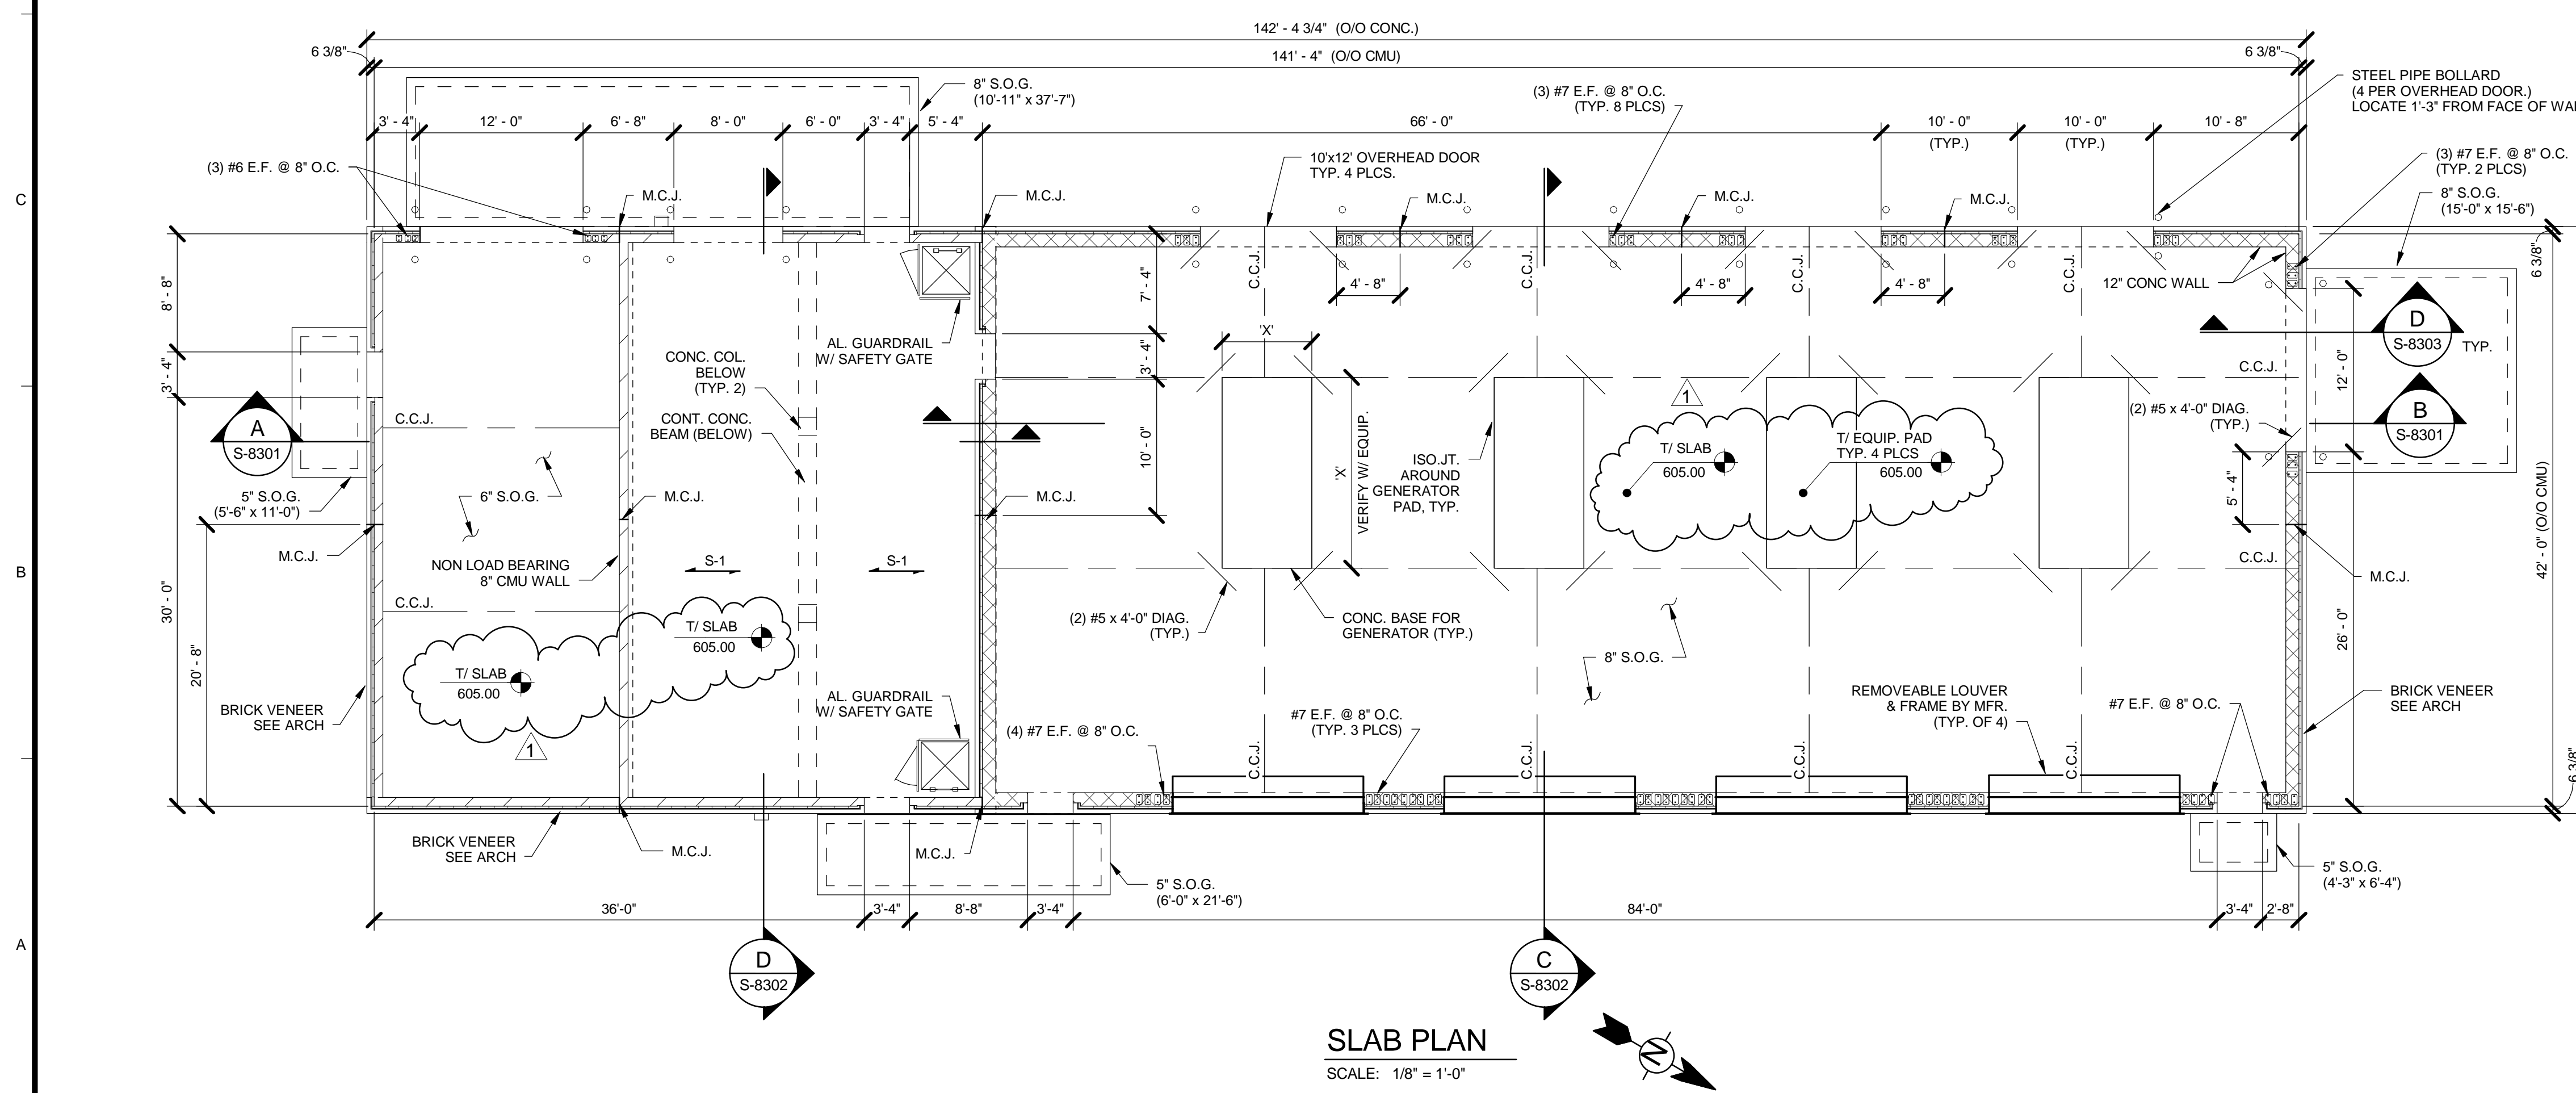 142' - 4 3/4" (O/O CONC.)
6 3/8"
141' - 4" (O/O CMU)
6 3/8"
8" S.O.G.
(10'-11" x 37'-7")
(3) #7 E.F. @ 8" O.C.
(TYP. 8 PLCS)
STEEL PIPE BOLLARD
(4 PER OVERHEAD DOOR.)
LOCATE 1'-3" FROM FACE OF
3' - 4"
12' - 0"
6' - 8"
8' - 0"
6' - 0"
3' - 4"
5' - 4"
66' - 0"
10' - 0"
(TYP.)
10' - 0"
(TYP.)
10' - 8"
(3) #6 E.F. @ 8" O.C.
10'x12' OVERHEAD DOOR
TYP. 4 PLCS.
(3) #7 E.F. @ 8" O.C.
(TYP. 2 PLCS)
8" S.O.G.
(15'-0" x 15'-6")
C
M.C.J.
M.C.J.
M.C.J.
M.C.J.
M.C.J.
8' - 8"
3' - 4"
30' - 0"
20' - 8"
7' - 4"
3' - 4"
10' - 0"
C.C.J.
C.C.J.
C.C.J.
C.C.J.
4' - 8"
4' - 8"
4' - 8"
12" CONC WALL
6 3/8"
AL. GUARDRAIL
W/ SAFETY GATE
CONC. COL.
BELOW
(TYP. 2)
CONT. CONC.
BEAM (BELOW)
'X'
'X'
VERIFY W/ EQUIP.
D
S-8303
TYP.
C.C.J.
12' - 0"
B
S-8301
(2) #5 x 4'-0" DIAG.
(TYP.)
A
S-8301
C.C.J.
1
T/ SLAB
605.00
T/ EQUIP. PAD
TYP. 4 PLCS
605.00
ISO.JT.
AROUND
GENERATOR
PAD, TYP.
5" S.O.G.
(5'-6" x 11'-0")
6" S.O.G.
M.C.J.
M.C.J.
5' - 4"
42' - 0" (O/O CMU)
M.C.J.
B
NON LOAD BEARING
8" CMU WALL
S-1
S-1
C.C.J.
M.C.J.
C.C.J.
T/ SLAB
605.00
(2) #5 x 4'-0" DIAG.
(TYP.)
CONC. BASE FOR
GENERATOR (TYP.)
26' - 0"
8" S.O.G.
T/ SLAB
605.00
1
AL. GUARDRAIL
W/ SAFETY GATE
BRICK VENEER
SEE ARCH
(4) #7 E.F. @ 8" O.C.
#7 E.F. @ 8" O.C.
(TYP. 3 PLCS)
REMOVEABLE LOUVER
& FRAME BY MFR.
(TYP. OF 4)
#7 E.F. @ 8" O.C.
BRICK VENEER
SEE ARCH
C.C.J.
C.C.J.
C.C.J.
C.C.J.
6 3/8"
BRICK VENEER
SEE ARCH
M.C.J.
M.C.J.
5" S.O.G.
(6'-0" x 21'-6")
5" S.O.G.
(4'-3" x 6'-4")
36'-0"
3'-4"
8'-8"
3'-4"
84'-0"
3'-4"
2'-8"
A
D
S-8302
C
S-8302
SLAB PLAN
SCALE: 1/8" = 1'-0"
N